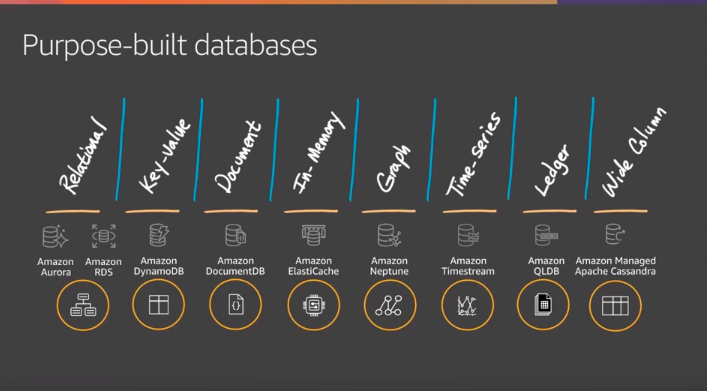 Purpose-built databases
Relational
Key-value
Document
In-Memory
Graph
Time-series
Ledger
Wide Column
Amazon Aurora
Amazon RDS
Amazon DynamoDB
Amazon DocumentDB
Amazon ElastiCache
Amazon Neptune
Amazon Timestream
Amazon QLDB
Amazon Managed Apache Cassandra